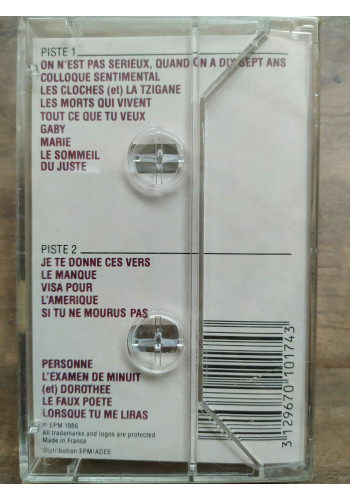 PISTE 1
ON N'EST PAS SERIEUX, QUAND ON A DIX SEPT ANS
COLLOQUE SENTIMENTAL
LES CLOCHES (et) LA TZIGANE
LES MORTS QUI VIVENT
TOUT CE QUE TU VEUX
GABY
MARIE
LE SOMMEIL
DU JUSTE
PISTE 2
JE TE DONNE CES VERS
LE MANQUE
VISA POUR
L'AMERIQUE
SI TU NE MOURUS PAS
PERSONNE
L'EXAMEN DE MINUIT
(et) DOROTHEE
LE FAUX POETE
LORSQUE TU ME LIRAS
℗ EPM 1986
All trademarks and logos are protected
Made in France
Distribution EPM/ADES
3 129670 101743